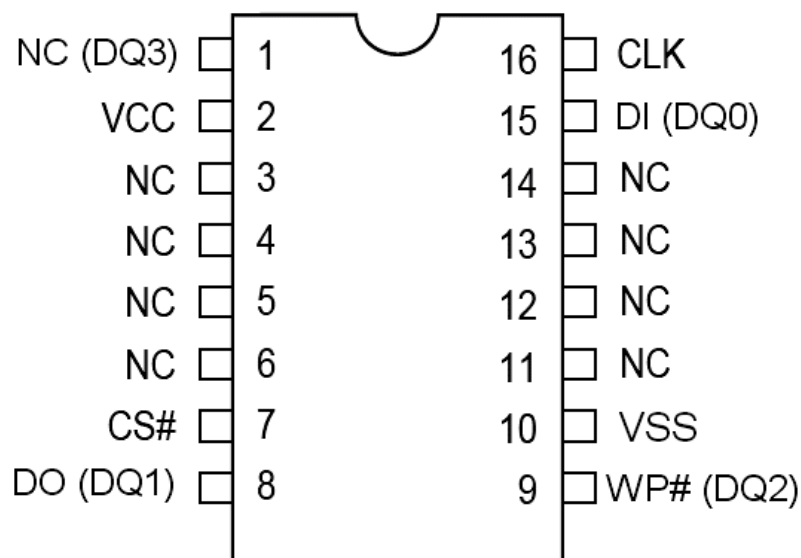 NC (DQ3) 1 16 CLK
VCC 2 15 DI (DQ0)
NC 3 14 NC
NC 4 13 NC
NC 5 12 NC
NC 6 11 NC
CS# 7 10 VSS
DO (DQ1) 8 9 WP# (DQ2)